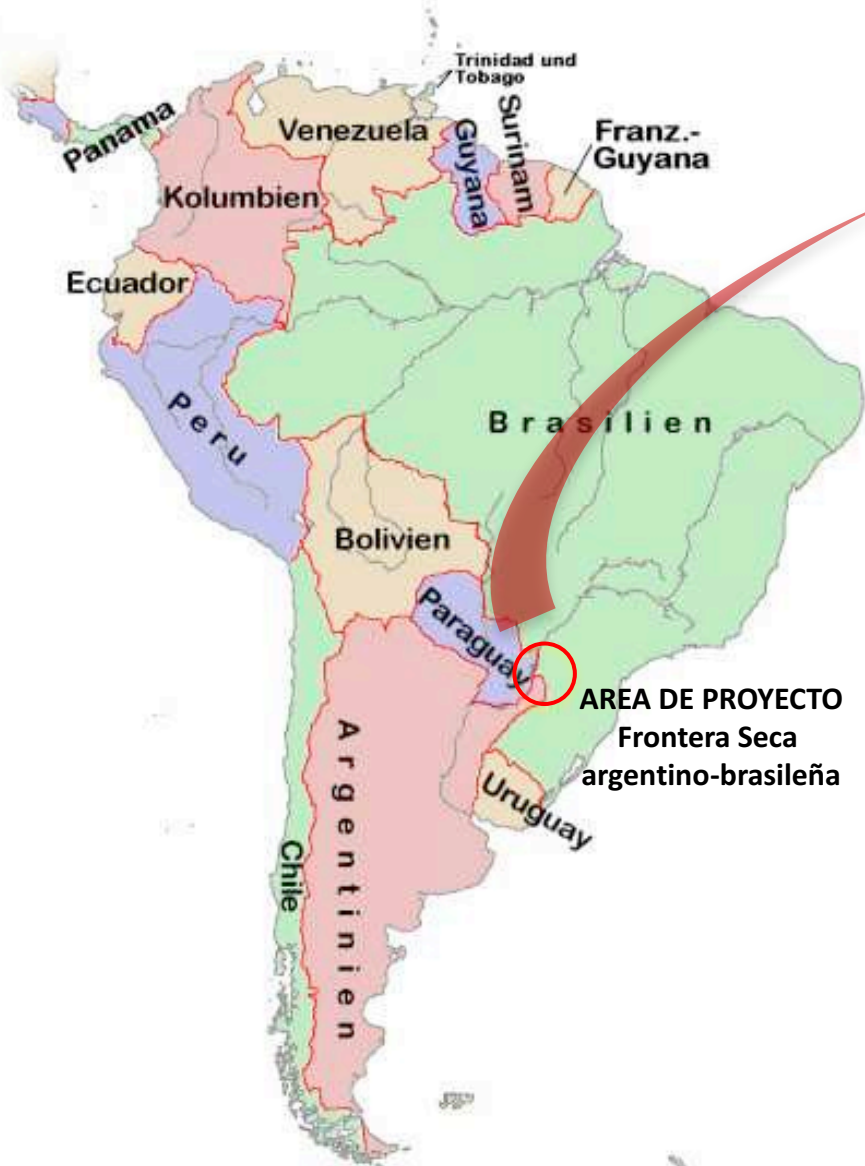 Trinidad und
Tobago
Panama
Venezuela
Guyana
Surinam
Franz.-
Guyana
Kolumbien
Ecuador
Peru
Brasilien
Bolivien
Paraguay
AREA DE PROYECTO
Frontera Seca
argentino-brasileña
Argentinien
Uruguay
Chile